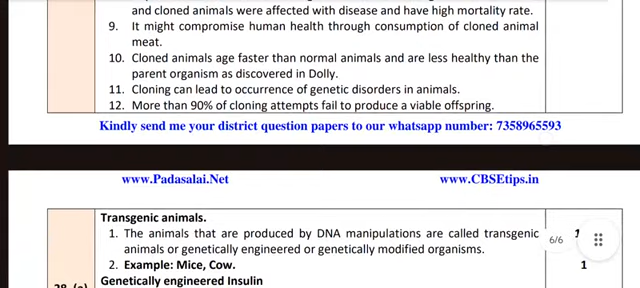 and cloned animals were affected with disease and have high mortality rate.
9. It might compromise human health through consumption of cloned animal
meat.
10. Cloned animals age faster than normal animals and are less healthy than the
parent organism as discovered in Dolly.
11. Cloning can lead to occurrence of genetic disorders in animals.
12. More than 90% of cloning attempts fail to produce a viable offspring.
Kindly send me your district question papers to our whatsapp number: 7358965593
www.Padasalai.Net www.CBSEtips.in
Transgenic animals.
1. The animals that are produced by DNA manipulations are called transgenic 1
animals or genetically engineered or genetically modified organisms.
6/6
2. Example: Mice, Cow. 1
28. (a) Genetically engineered Insulin